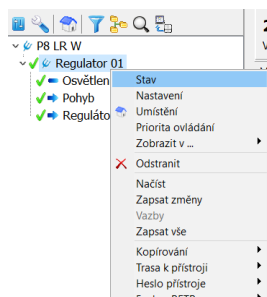 P8 LR W
Regulator 01
Osvětlen
Pohyb
Reguláto
Stav
Nastavení
Umístění
Priorita ovládání
Zobrazit v ...
Odstranit
Načíst
Zapsat změny
Vazby
Zapsat vše
Kopírování
Trasa k přístroji
Heslo přístroje